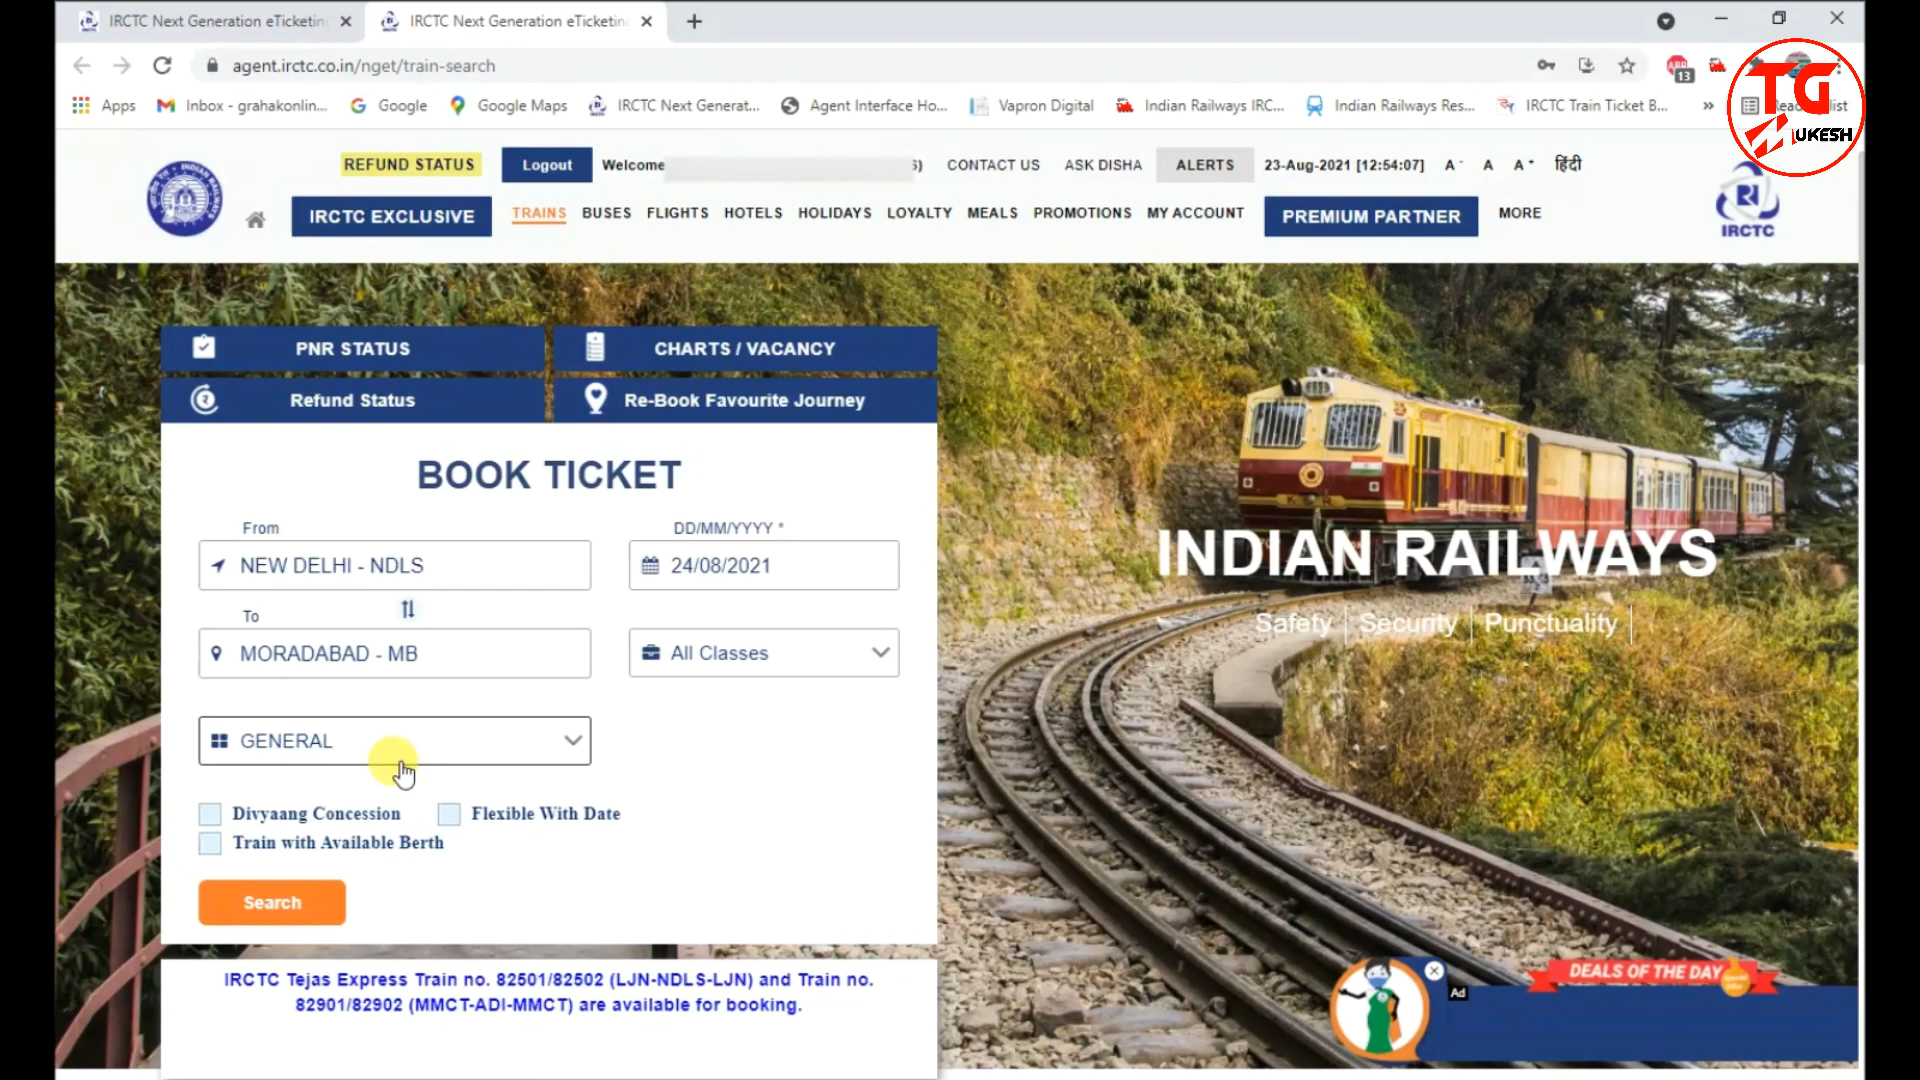 IRCTC Next Generation eTicketin
IRCTC Next Generation eTicketin
agent.irctc.co.in/nget/train-search
13
Apps
Inbox - grahakonlin...
Google
Google Maps
IRCTC Next Generat...
Agent Interface Ho...
Vapron Digital
Indian Railways IRC...
Indian Railways Res...
IRCTC Train Ticket B...
»
TG
UKESH
REFUND STATUS
Logout
Welcome
CONTACT US
ASK DISHA
ALERTS
23-Aug-2021 [12:54:07]
A-
A
A+
हिंदी
IRCTC EXCLUSIVE
TRAINS
BUSES
FLIGHTS
HOTELS
HOLIDAYS
LOYALTY
MEALS
PROMOTIONS
MY ACCOUNT
PREMIUM PARTNER
MORE
IRCTC
PNR STATUS
CHARTS / VACANCY
Refund Status
Re-Book Favourite Journey
BOOK TICKET
From
DD/MM/YYYY *
NEW DELHI - NDLS
24/08/2021
To
MORADABAD - MB
All Classes
GENERAL
Divyaang Concession
Flexible With Date
Train with Available Berth
Search
INDIAN RAILWAYS
Safety
Security
Punctuality
IRCTC Tejas Express Train no. 82501/82502 (LJN-NDLS-LJN) and Train no.
82901/82902 (MMCT-ADI-MMCT) are available for booking.
Ad
DEALS OF THE DAY